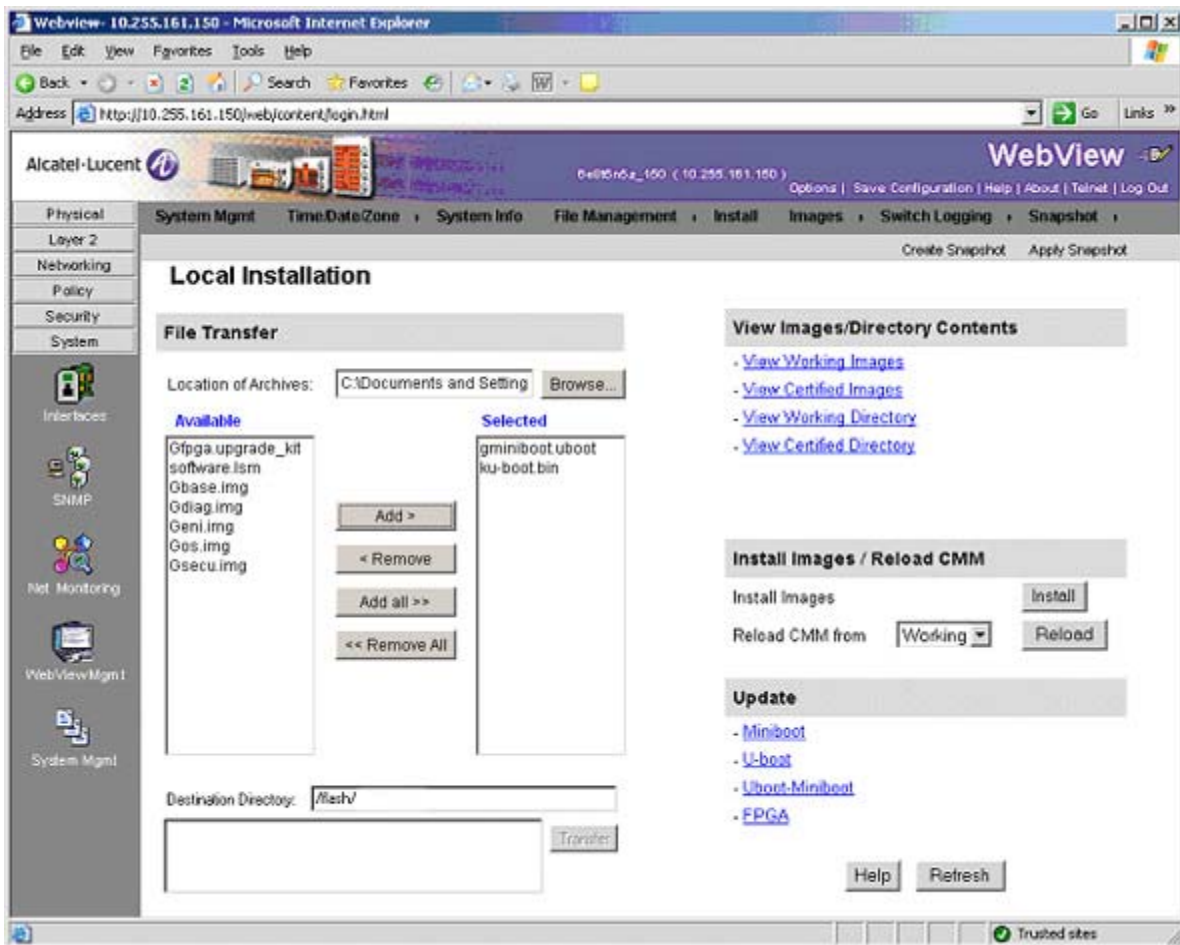 Webview- 10.255.161.150 - Microsoft Internet Explorer
File Edit View Favorites Tools Help
Back Search Favorites
Address http://10.255.161.150/web/content/login.html Go Links »
Alcatel-Lucent
WebView
( 10.255.161.150 )
Options | Save Configuration | Help | About | Telnet | Log Out
Physical
Layer 2
Networking
Policy
Security
System
Interfaces
SNMP
Net Monitoring
WebViewMgmt
System Mgmt
System Mgmt Time/Date/Zone System Info File Management Install Images Switch Logging Snapshot
Create Snapshot Apply Snapshot
Local Installation
File Transfer
Location of Archives: C:\Documents and Setting Browse...
Available
Gfpga.upgrade_kit
software.lsm
Gbase.img
Gdiag.img
Geni.img
Gos.img
Gsecu.img
Add >
< Remove
Add all >>
<< Remove All
Selected
gminiboot.uboot
ku-boot.bin
Destination Directory: /flash/
Transfer
View Images/Directory Contents
- View Working Images
- View Certified Images
- View Working Directory
- View Certified Directory
Install Images / Reload CMM
Install Images Install
Reload CMM from Working Reload
Update
- Miniboot
- U-boot
- Uboot-Miniboot
- FPGA
Help Refresh
Trusted sites